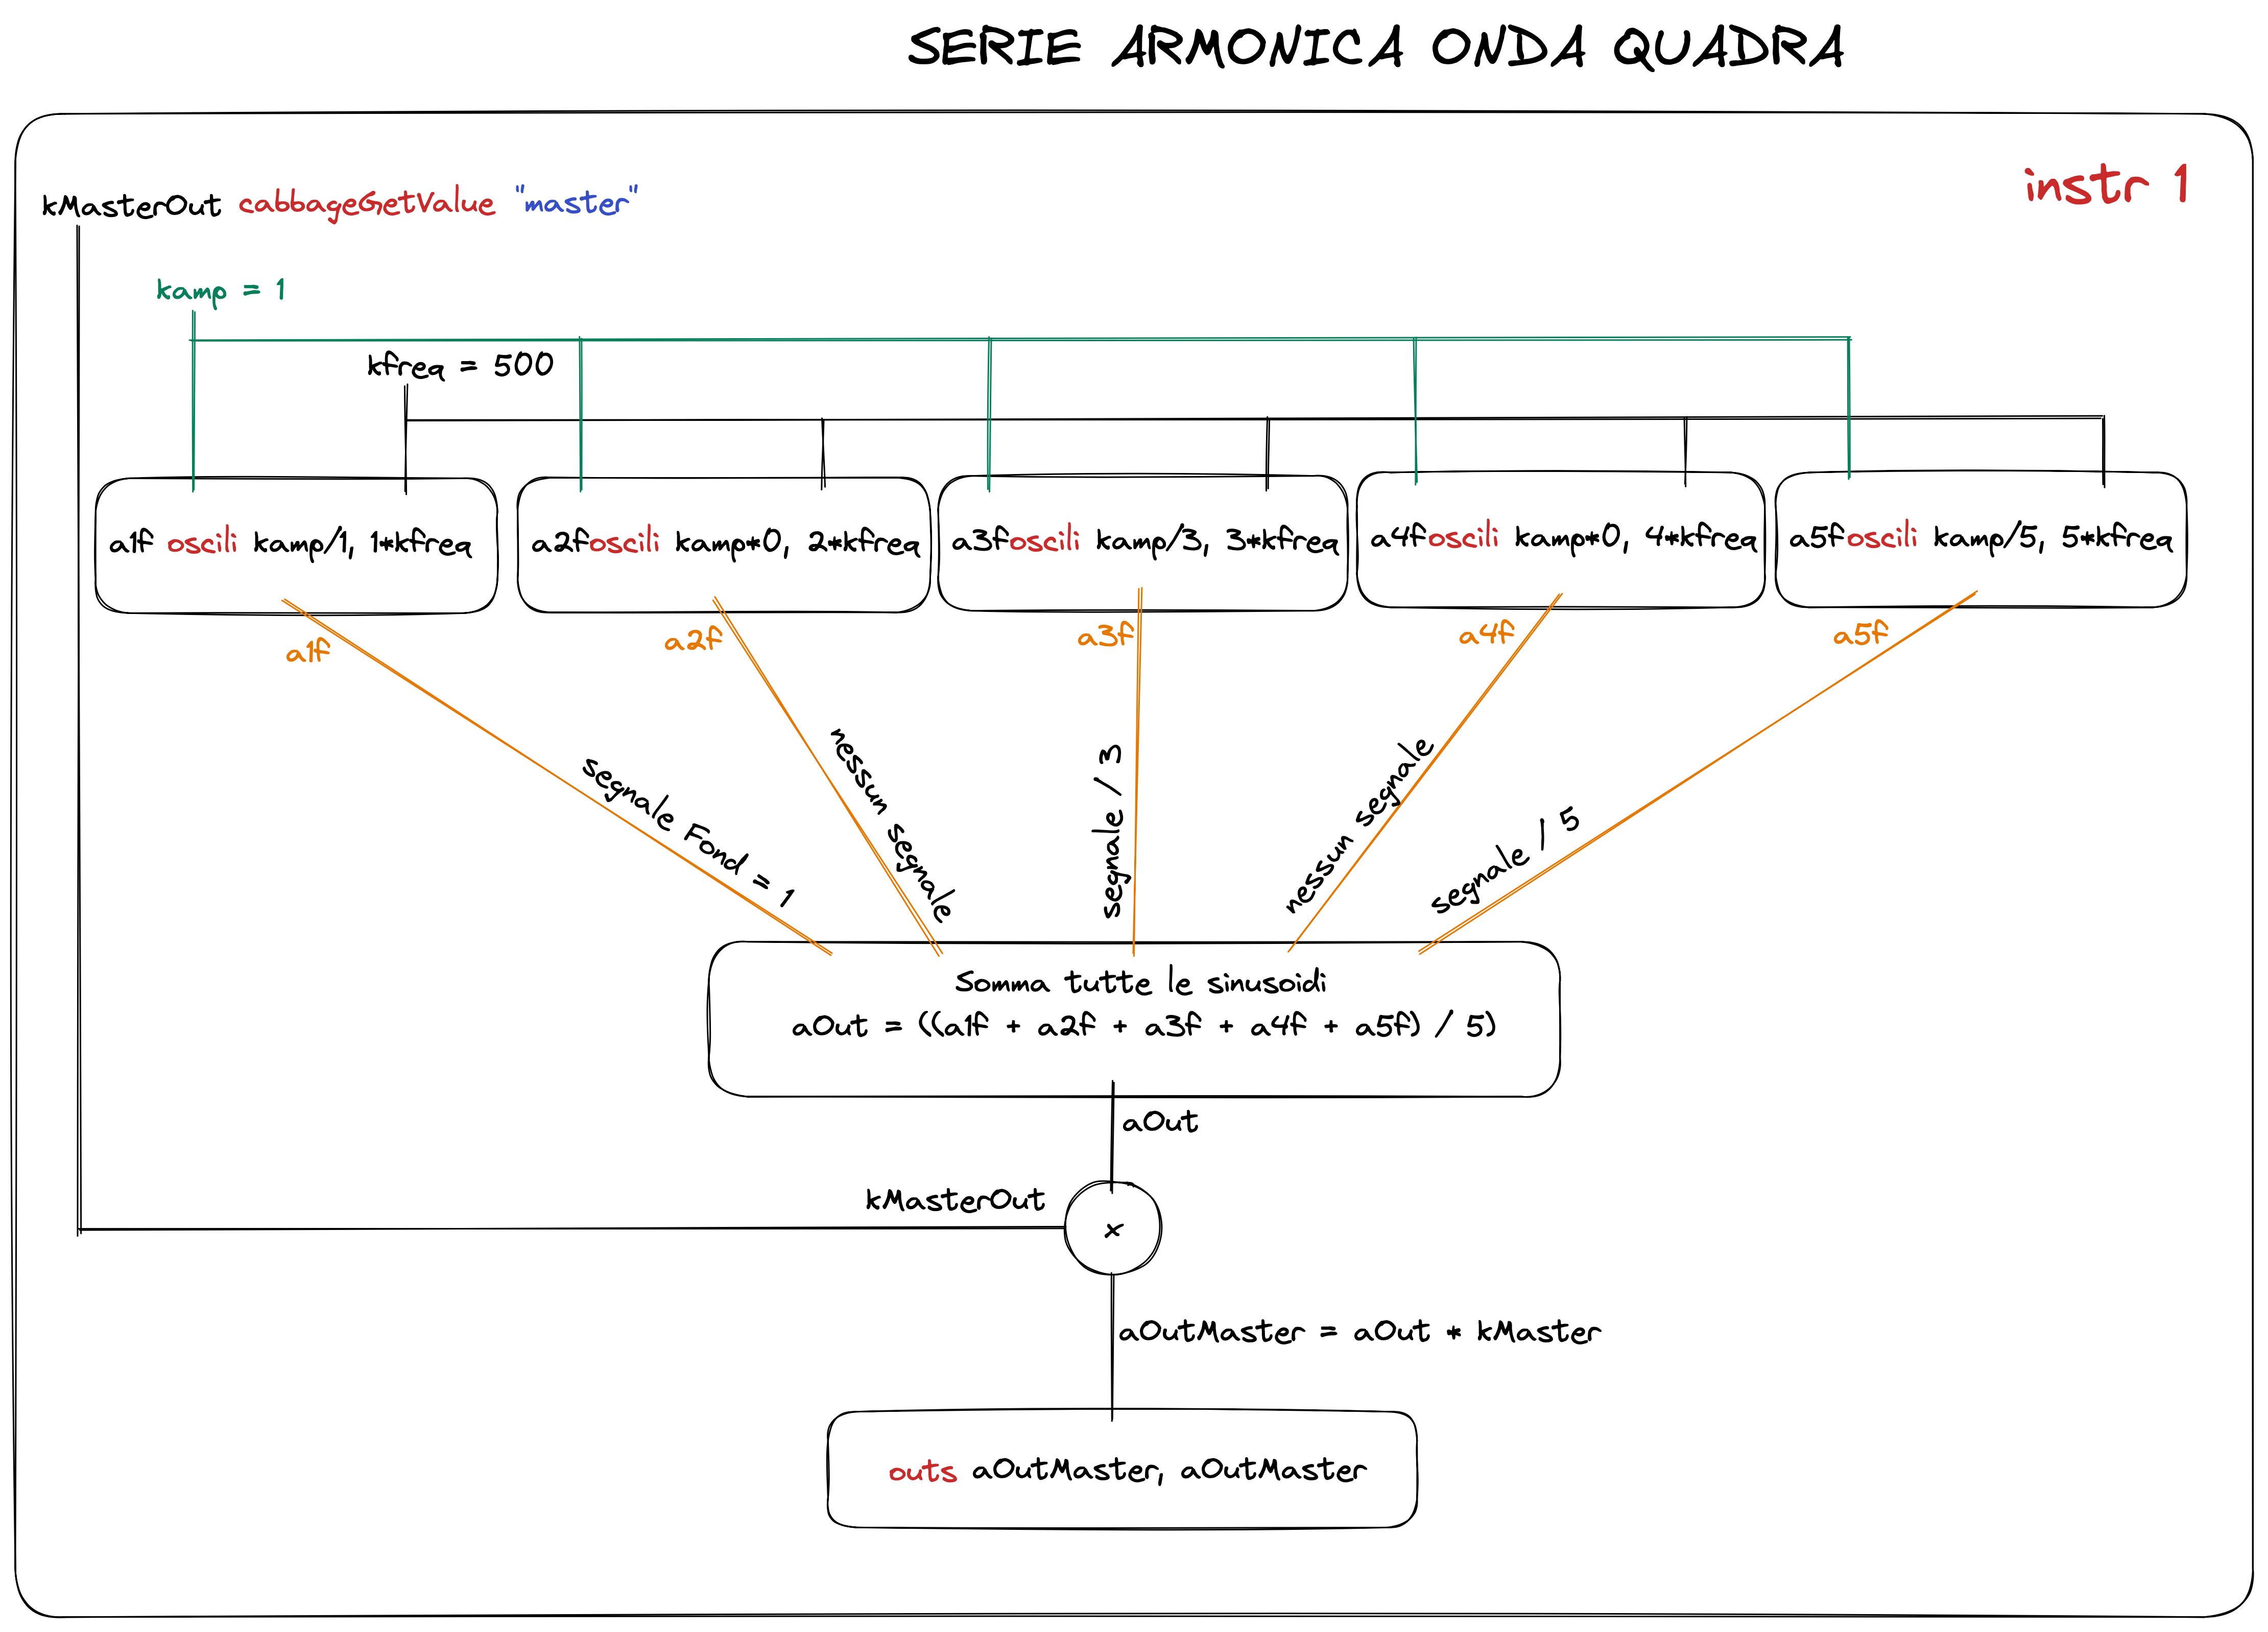 SERIE ARMONICA ONDA QUADRA
instr 1
kMasterOut cabbageGetValue "master"
kamp = 1
kfreq = 500
a1f oscili kamp/1, 1*kfreq
a2foscili kamp*0, 2*kfreq
a3foscili kamp/3, 3*kfreq
a4foscili kamp*0, 4*kfreq
a5foscili kamp/5, 5*kfreq
a1f
a2f
a3f
a4f
a5f
segnale Fond = 1
nessun segnale
segnale / 3
nessun segnale
segnale / 5
Somma tutte le sinusoidi
aOut = ((a1f + a2f + a3f + a4f + a5f) / 5)
aOut
kMasterOut
x
aOutMaster = aOut * kMaster
outs aOutMaster, aOutMaster